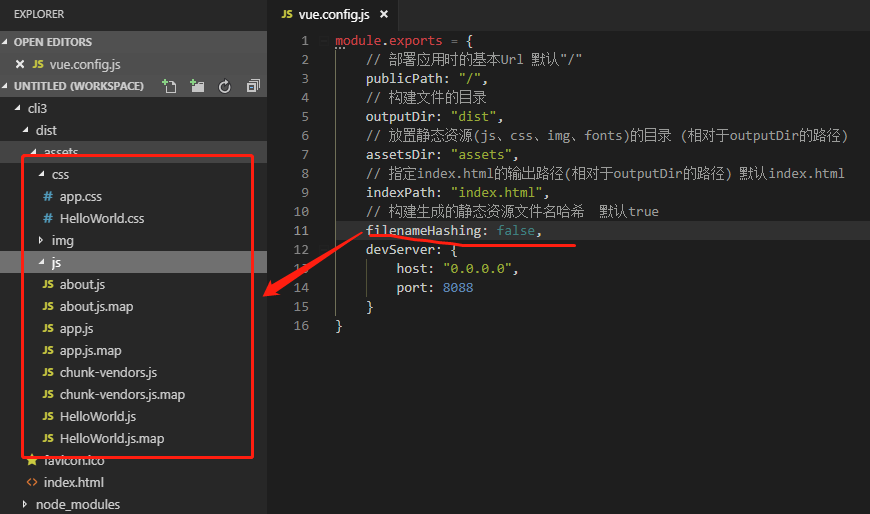 EXPLORER
OPEN EDITORS
JS vue.config.js
UNTITLED (WORKSPACE)
cli3
dist
assets
css
# app.css
# HelloWorld.css
img
js
JS about.js
JS about.js.map
JS app.js
JS app.js.map
JS chunk-vendors.js
JS chunk-vendors.js.map
JS HelloWorld.js
JS HelloWorld.js.map
favicon.ico
<> index.html
node_modules
JS vue.config.js
1 module.exports = {
2 // 部署应用时的基本Url 默认"/"
3 publicPath: "/",
4 // 构建文件的目录
5 outputDir: "dist",
6 // 放置静态资源(js、css、img、fonts)的目录 (相对于outputDir的路径)
7 assetsDir: "assets",
8 // 指定index.html的输出路径(相对于outputDir的路径) 默认index.html
9 indexPath: "index.html",
10 // 构建生成的静态资源文件名哈希 默认true
11 filenameHashing: false,
12 devServer: {
13 host: "0.0.0.0",
14 port: 8088
15 }
16 }